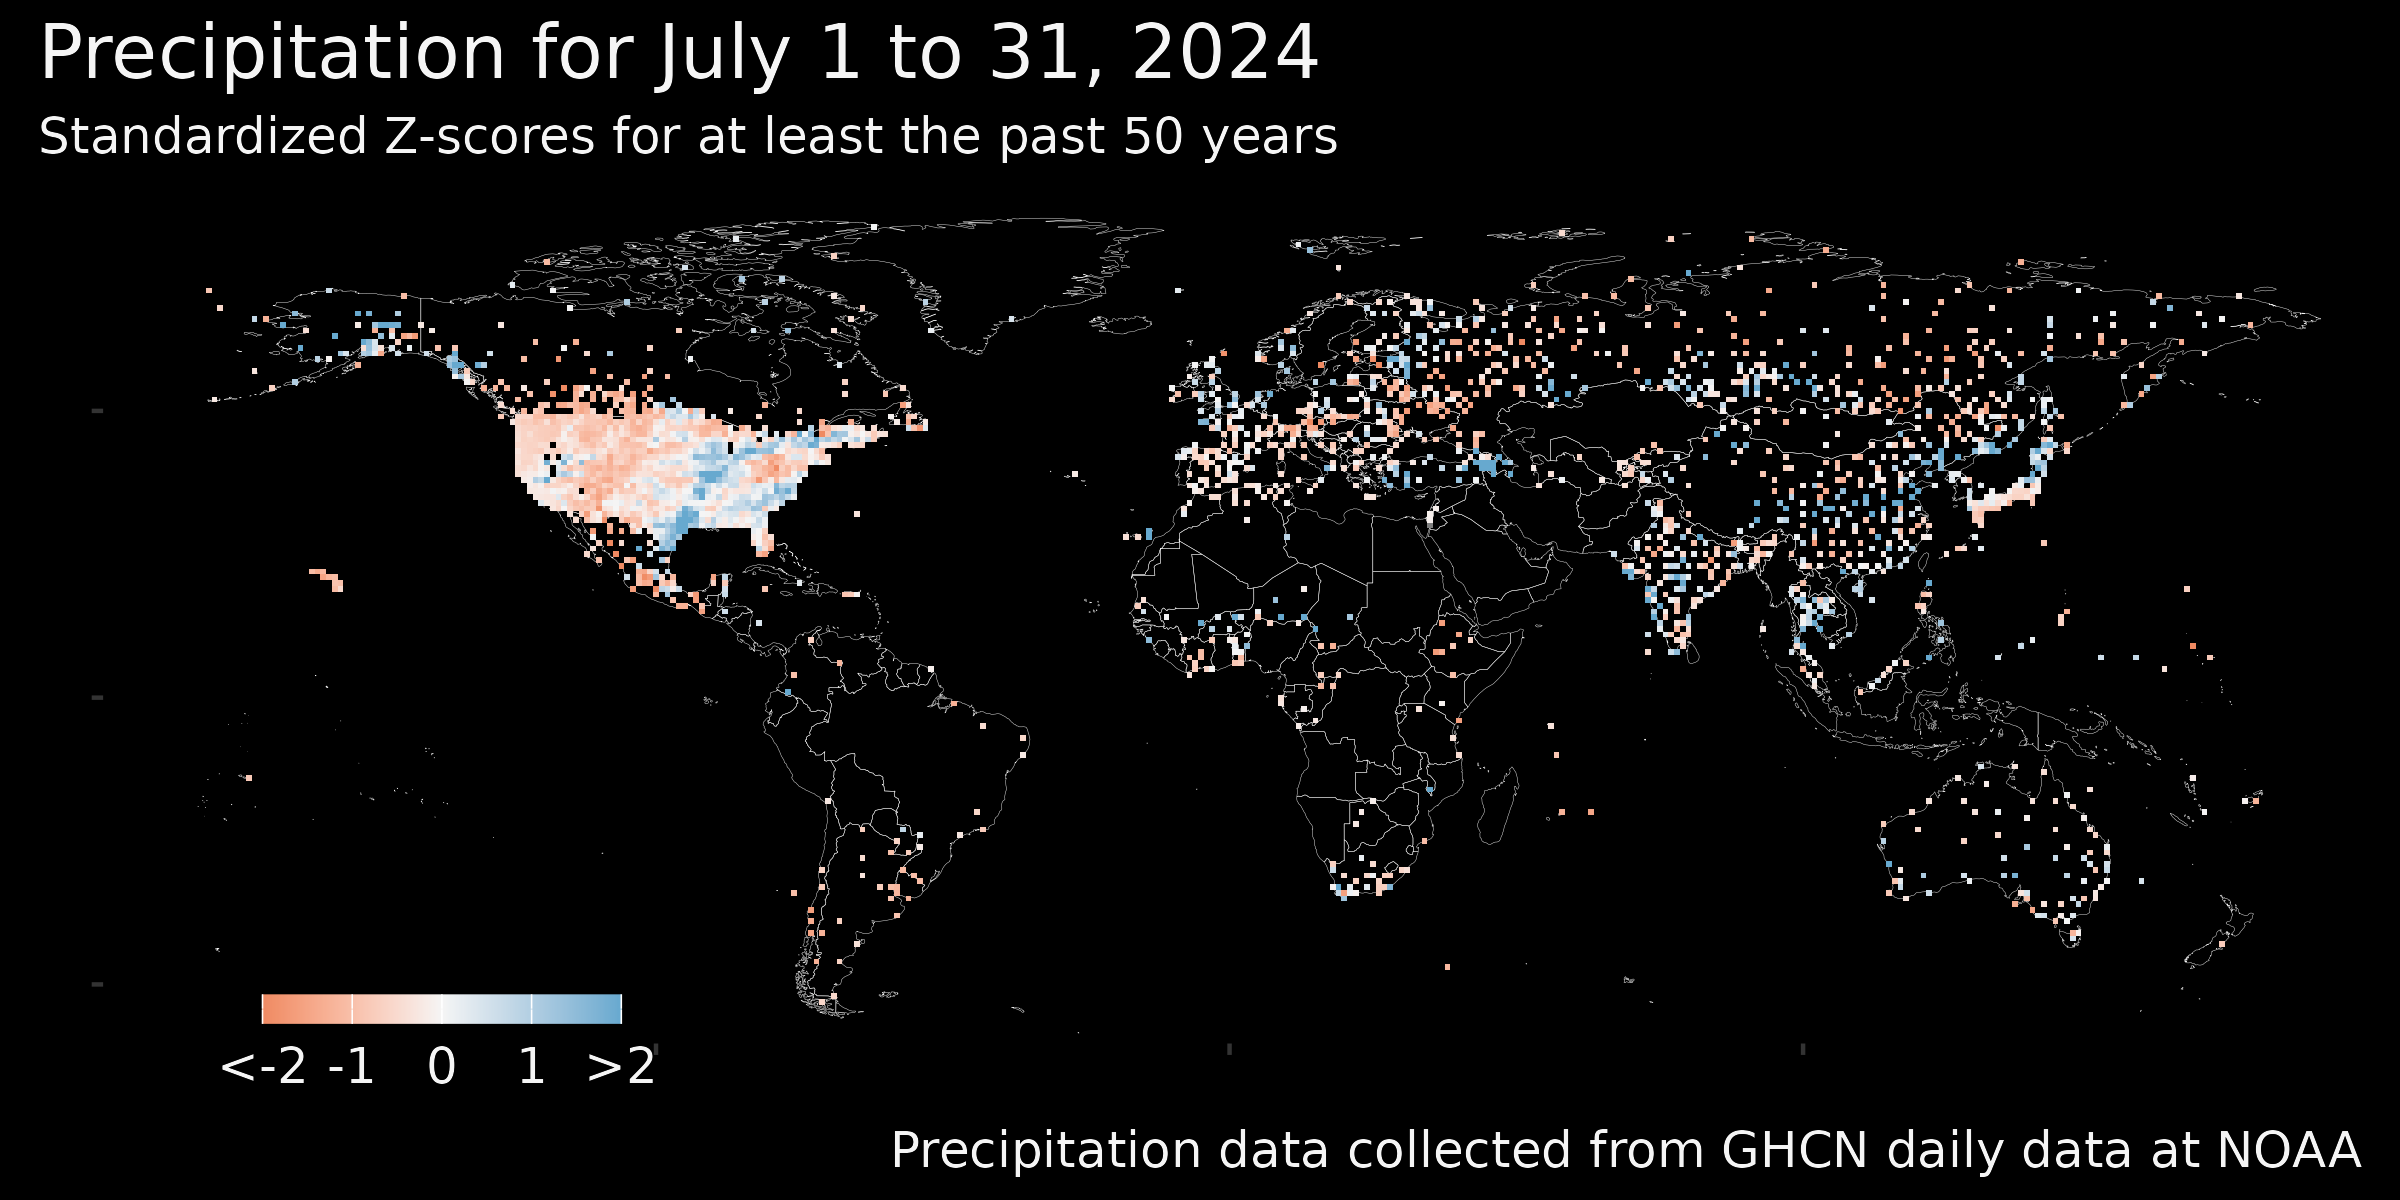 Precipitation for July 1 to 31, 2024
Standardized Z-scores for at least the past 50 years
<-2 -1 0 1 >2
Precipitation data collected from GHCN daily data at NOAA